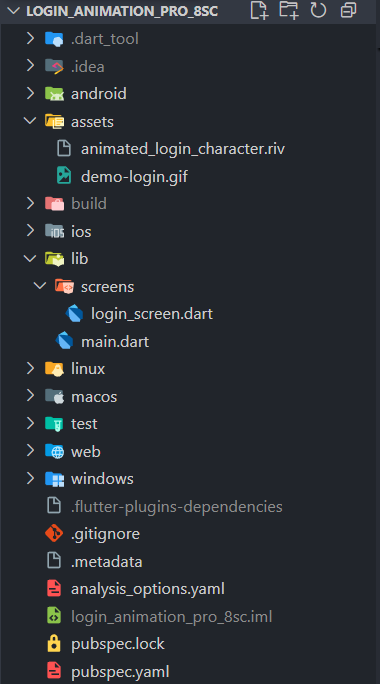 LOGIN_ANIMATION_PRO_8SC
.dart_tool
.idea
android
assets
animated_login_character.riv
demo-login.gif
build
ios
lib
screens
login_screen.dart
main.dart
linux
macos
test
web
windows
.flutter-plugins-dependencies
.gitignore
.metadata
analysis_options.yaml
login_animation_pro_8sc.iml
pubspec.lock
pubspec.yaml